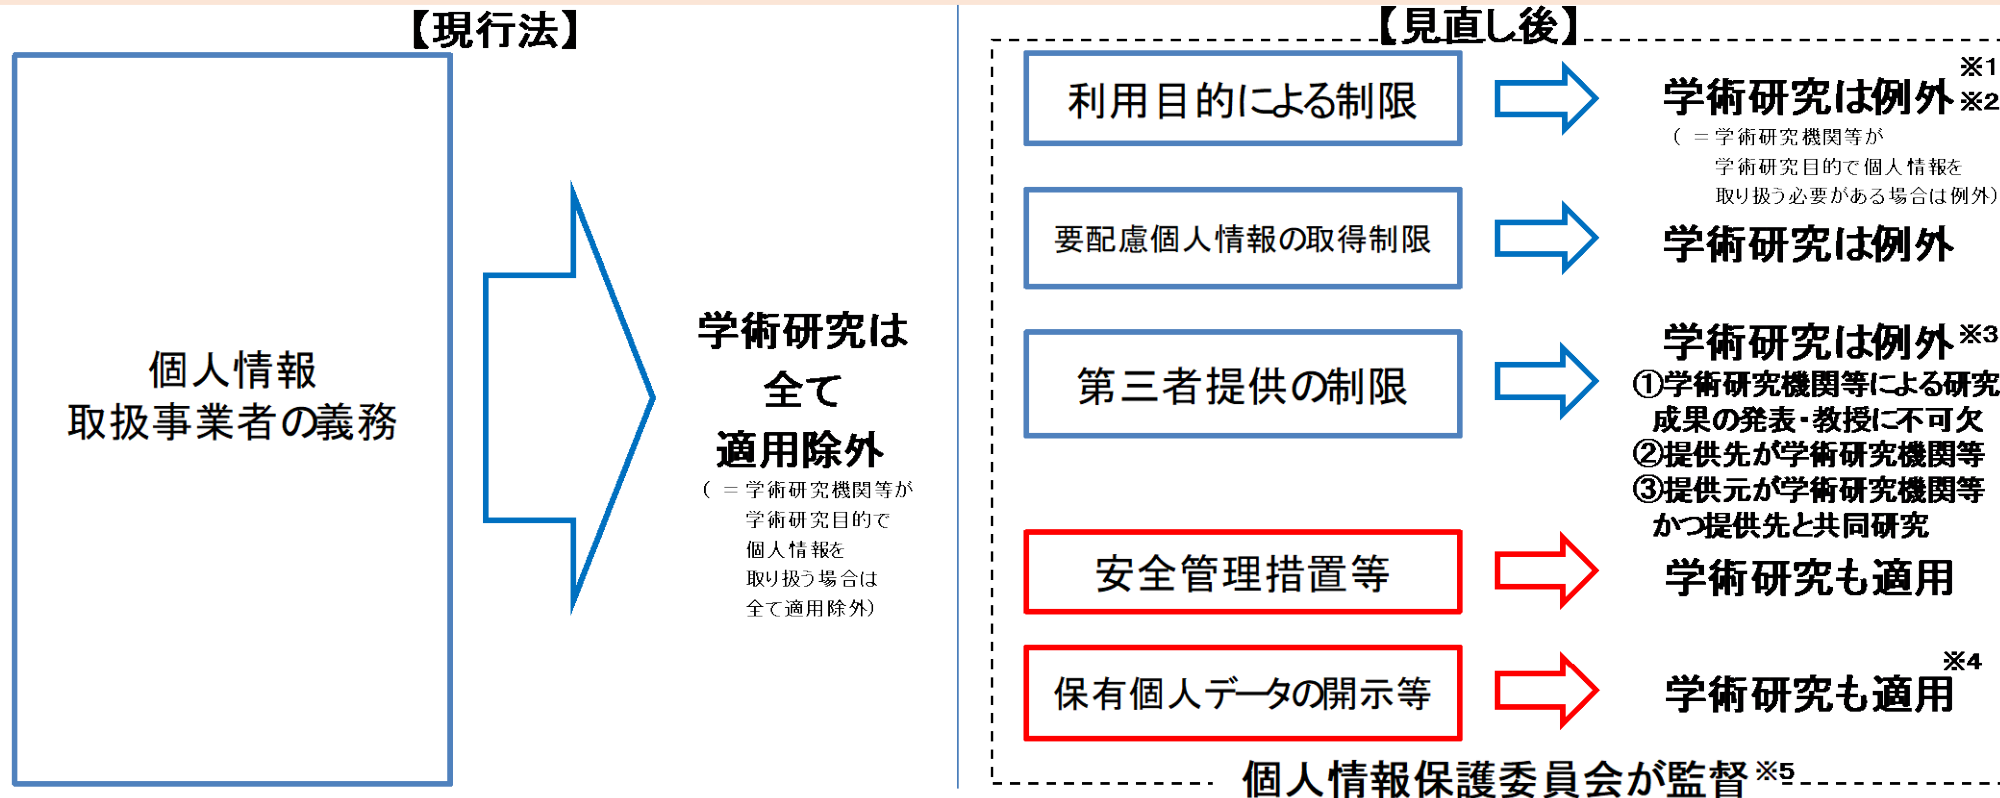 【現行法】
個人情報
取扱事業者の義務
学術研究は
全て
適用除外
(=学術研究機関等が
学術研究目的で
個人情報を
取り扱う場合は
全て適用除外)
【見直し後】
利用目的による制限
学術研究は例外※1
※2
(=学術研究機関等が
学術研究目的で個人情報を
取り扱う必要がある場合は例外)
要配慮個人情報の取得制限
学術研究は例外
第三者提供の制限
学術研究は例外※3
①学術研究機関等による研究
成果の発表・教授に不可欠
②提供先が学術研究機関等
③提供元が学術研究機関等
かつ提供先と共同研究
安全管理措置等
学術研究も適用
保有個人データの開示等
学術研究も適用※4
個人情報保護委員会が監督※5